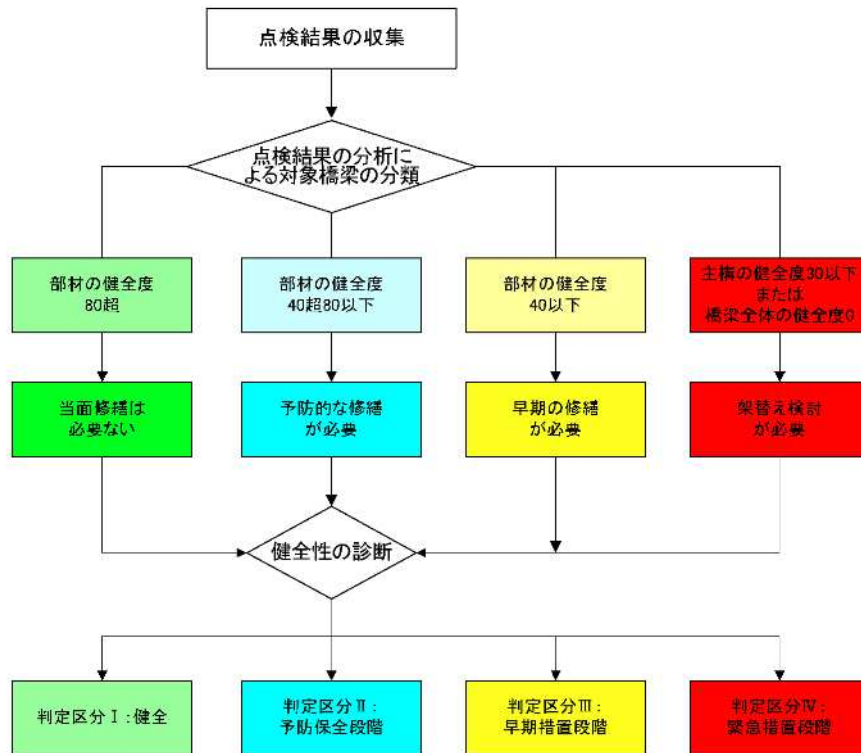 点検結果の収集
点検結果の分析に
よる対象橋梁の分類
部材の健全度
80超
部材の健全度
40超80以下
部材の健全度
40以下
主構の健全度30以下
または
橋梁全体の健全度0
当面修繕は
必要ない
予防的な修繕
が必要
早期の修繕
が必要
架替え検討
が必要
健全性の診断
判定区分Ⅰ:健全
判定区分Ⅱ:
予防保全段階
判定区分Ⅲ:
早期措置段階
判定区分Ⅳ:
緊急措置段階